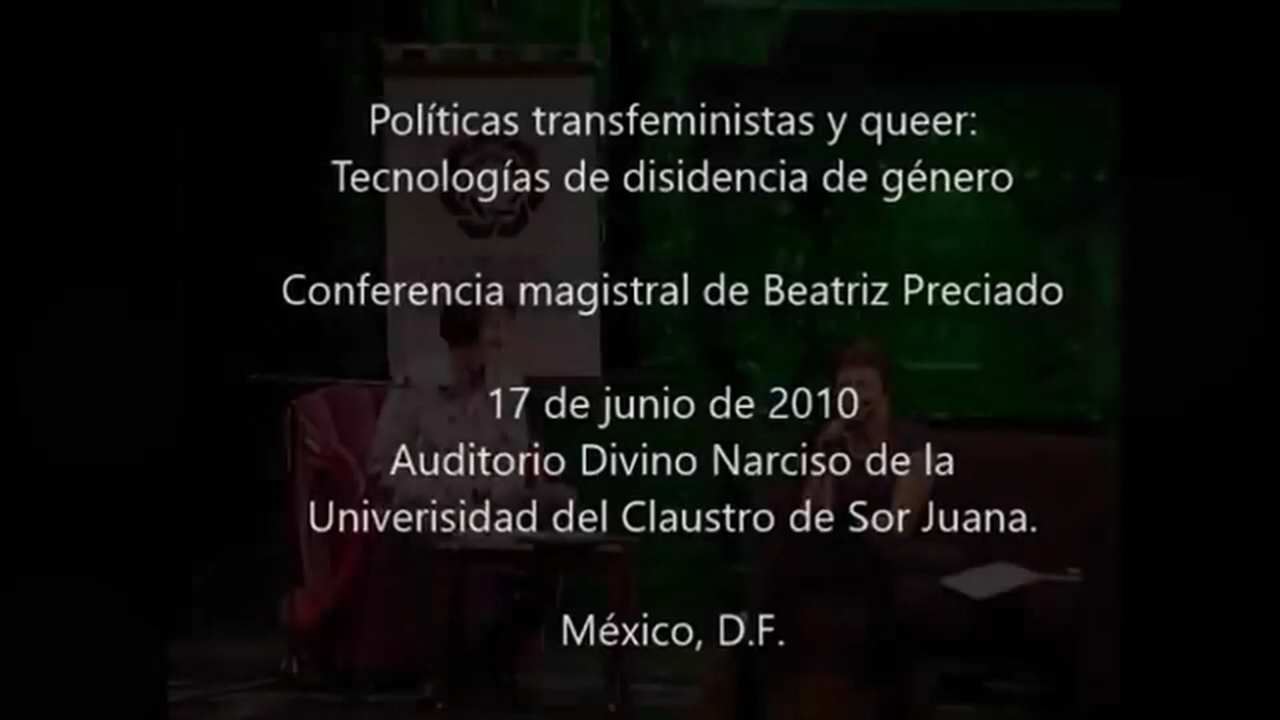 Políticas transfeministas y queer:
Tecnologías de disidencia de género
Conferencia magistral de Beatriz Preciado
17 de junio de 2010
Auditorio Divino Narciso de la
Univerisidad del Claustro de Sor Juana.
México, D.F.